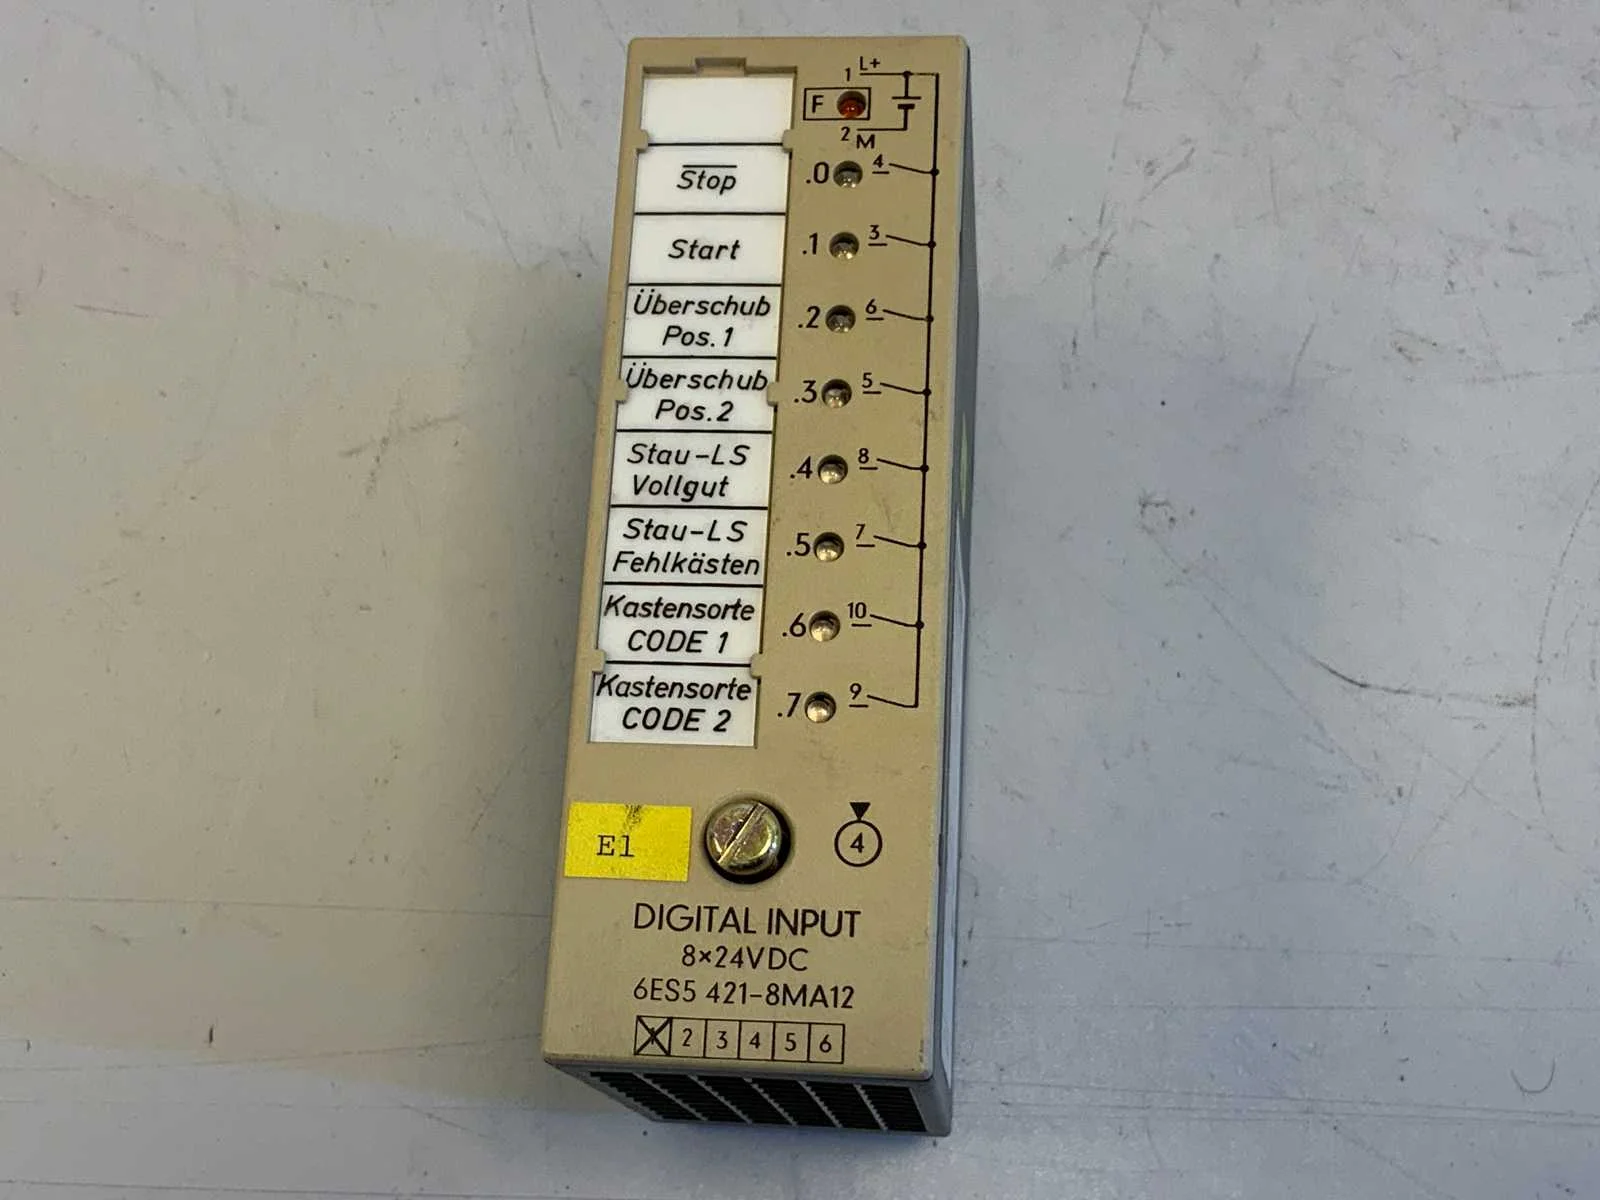 1 L+
F
2 M
Stop .0 4
Start .1 3
Überschub
Pos.1 .2 6
Überschub
Pos.2 .3 5
Stau-LS
Vollgut .4 8
Stau-LS
Fehlkästen .5 7
Kastensorte
CODE 1 .6 10
Kastensorte
CODE 2 .7 9
E1
4
DIGITAL INPUT
8×24VDC
6ES5 421-8MA12
1 2 3 4 5 6